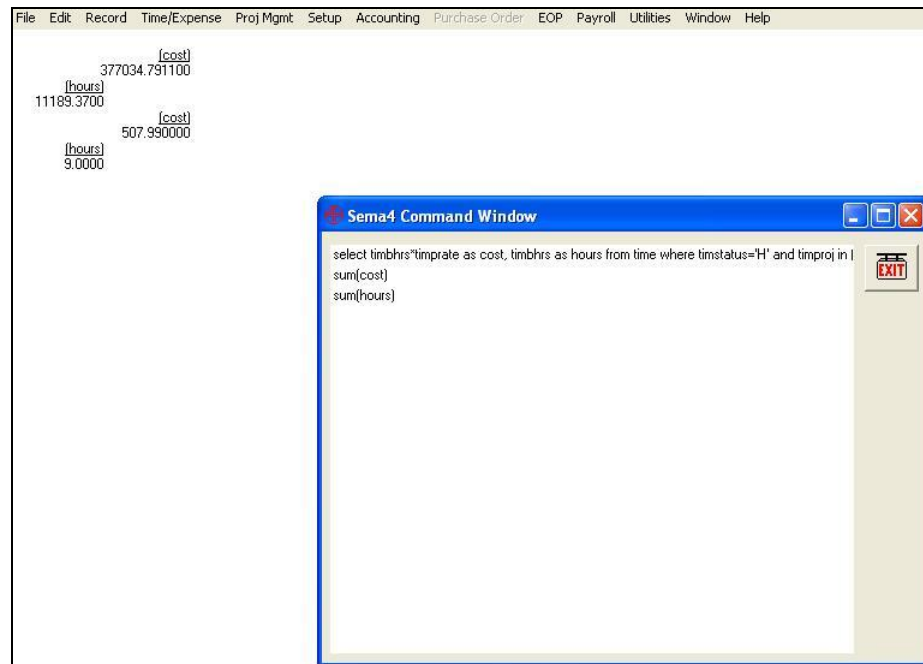 File Edit Record Time/Expense Proj Mgmt Setup Accounting Purchase Order EOP Payroll Utilities Window Help
(cost)
377034.791100
(hours)
11189.3700
(cost)
507.990000
(hours)
9.0000
Sema4 Command Window
select timbhrs*timprate as cost, timbhrs as hours from time where timstatus='H' and timproj in (
sum(cost)
sum(hours)
EXIT